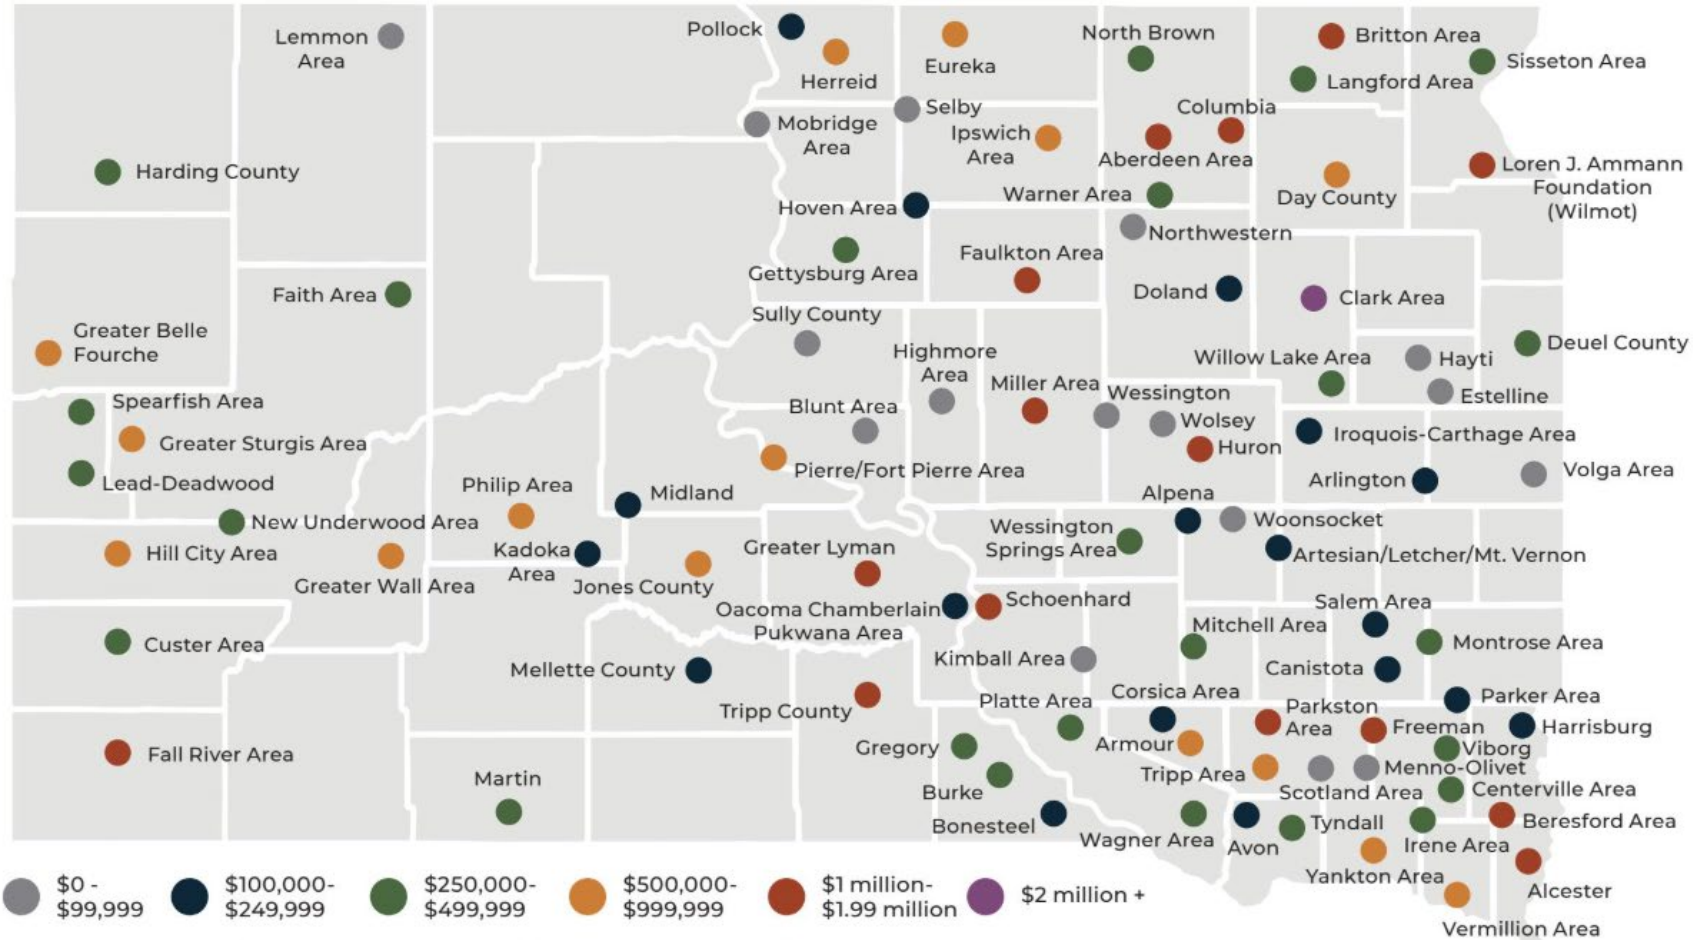 Lemmon
Area
Pollock
Herreid
Eureka
North Brown
Britton Area
Langford Area
Sisseton Area
Selby
Mobridge
Area
Ipswich
Area
Columbia
Aberdeen Area
Harding County
Warner Area
Day County
Loren J. Ammann
Foundation
(Wilmot)
Hoven Area
Northwestern
Gettysburg Area
Faulkton Area
Faith Area
Doland
Clark Area
Greater Belle
Fourche
Sully County
Highmore
Area
Willow Lake Area
Hayti
Deuel County
Miller Area
Wessington
Estelline
Spearfish Area
Blunt Area
Wolsey
Greater Sturgis Area
Huron
Iroquois-Carthage Area
Lead-Deadwood
Pierre/Fort Pierre Area
Arlington
Volga Area
Philip Area
Midland
Alpena
New Underwood Area
Wessington
Springs Area
Woonsocket
Hill City Area
Kadoka
Area
Greater Lyman
Artesian/Letcher/Mt. Vernon
Greater Wall Area
Jones County
Oacoma Chamberlain
Pukwana Area
Schoenhard
Salem Area
Custer Area
Mitchell Area
Montrose Area
Mellette County
Kimball Area
Canistota
Tripp County
Platte Area
Corsica Area
Parkston
Area
Parker Area
Fall River Area
Gregory
Armour
Freeman
Harrisburg
Viborg
Martin
Burke
Tripp Area
Menno-Olivet
Scotland Area
Centerville Area
Bonesteel
Wagner Area
Avon
Tyndall
Irene Area
Beresford Area
Yankton Area
Alcester
Vermillion Area
$0 -
$99,999
$100,000-
$249,999
$250,000-
$499,999
$500,000-
$999,999
$1 million-
$1.99 million
$2 million +